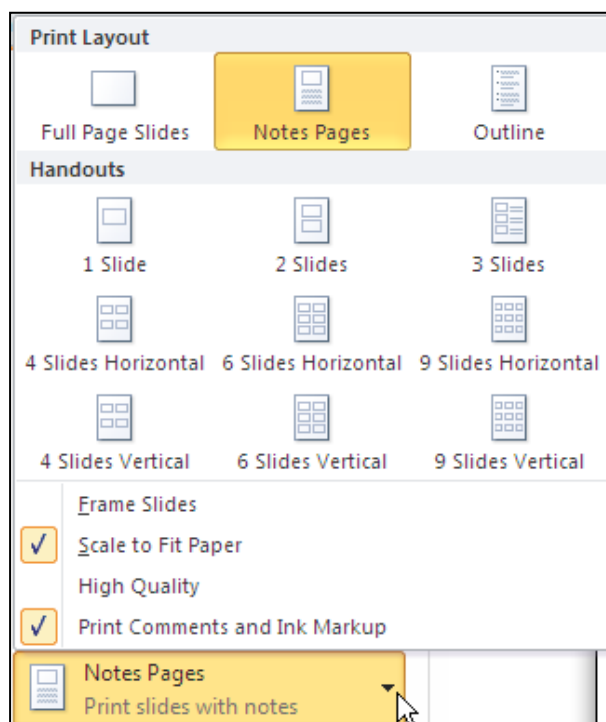 Print Layout
Full Page Slides Notes Pages Outline
Handouts
1 Slide 2 Slides 3 Slides
4 Slides Horizontal 6 Slides Horizontal 9 Slides Horizontal
4 Slides Vertical 6 Slides Vertical 9 Slides Vertical
Frame Slides
Scale to Fit Paper
High Quality
Print Comments and Ink Markup
Notes Pages
Print slides with notes